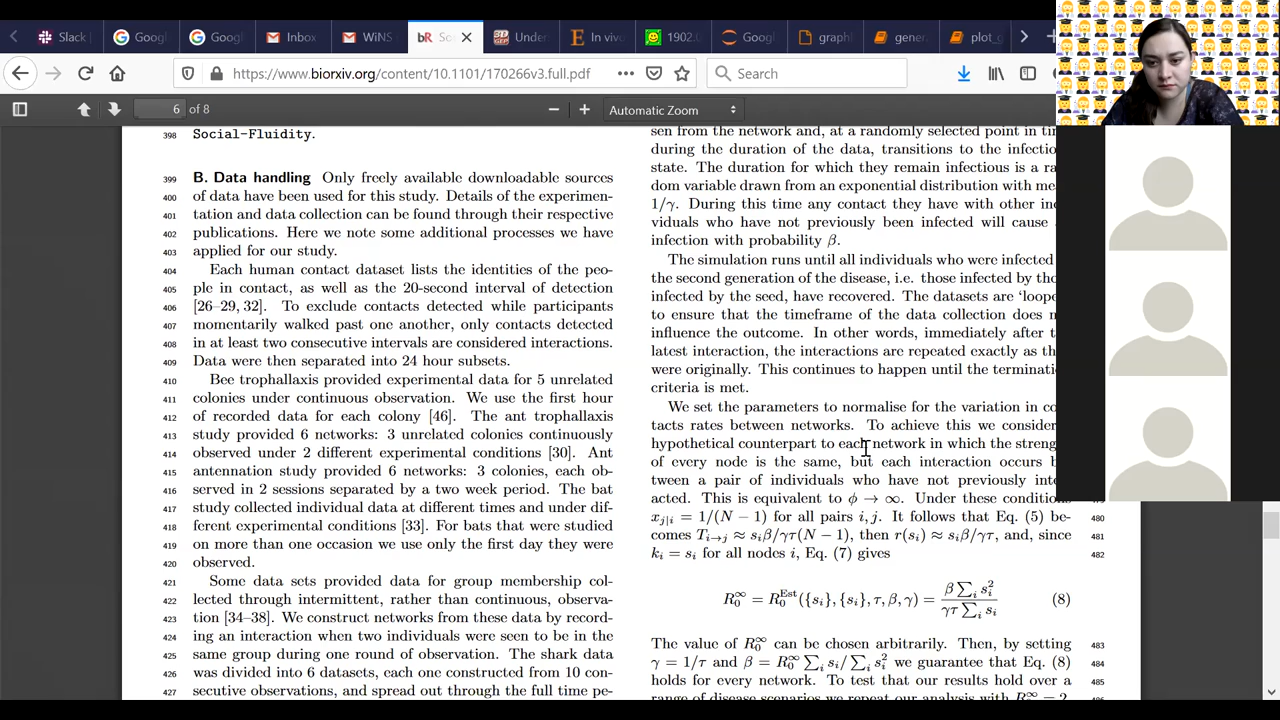 Slack
Googl
Googl
Inbox
WINS
bR So
Unde
In vivo
1902.0
Goog
graphl
gener
plot_g
https://www.biorxiv.org/content/10.1101/170266v3.full.pdf
Search
6 of 8
Automatic Zoom
398 Social-Fluidity.
399 B. Data handling Only freely available downloadable sources
400 of data have been used for this study. Details of the experimen-
401 tation and data collection can be found through their respective
402 publications. Here we note some additional processes we have
403 applied for our study.
404 Each human contact dataset lists the identities of the peo-
405 ple in contact, as well as the 20-second interval of detection
406 [26–29, 32]. To exclude contacts detected while participants
407 momentarily walked past one another, only contacts detected
408 in at least two consecutive intervals are considered interactions.
409 Data were then separated into 24 hour subsets.
410 Bee trophallaxis provided experimental data for 5 unrelated
411 colonies under continuous observation. We use the first hour
412 of recorded data for each colony [46]. The ant trophallaxis
413 study provided 6 networks: 3 unrelated colonies continuously
414 observed under 2 different experimental conditions [30]. Ant
415 antennation study provided 6 networks: 3 colonies, each ob-
416 served in 2 sessions separated by a two week period. The bat
417 study collected individual data at different times and under dif-
418 ferent experimental conditions [33]. For bats that were studied
419 on more than one occasion we use only the first day they were
420 observed.
421 Some data sets provided data for group membership col-
422 lected through intermittent, rather than continuous, observa-
423 tion [34–38]. We construct networks from these data by record-
424 ing an interaction when two individuals were seen to be in the
425 same group during one round of observation. The shark data
426 was divided into 6 datasets, each one constructed from 10 con-
427 secutive observations, and spread out through the full time pe-
sen from the network and, at a randomly selected point in tim
during the duration of the data, transitions to the infectio
state. The duration for which they remain infectious is a ra
dom variable drawn from an exponential distribution with me
1/γ. During this time any contact they have with other in
viduals who have not previously been infected will cause
infection with probability β.
The simulation runs until all individuals who were infected
the second generation of the disease, i.e. those infected by tho
infected by the seed, have recovered. The datasets are ‘loope
to ensure that the timeframe of the data collection does n
influence the outcome. In other words, immediately after t
latest interaction, the interactions are repeated exactly as th
were originally. This continues to happen until the terminati
criteria is met.
We set the parameters to normalise for the variation in co
tacts rates between networks. To achieve this we consider
hypothetical counterpart to each network in which the streng
of every node is the same, but each interaction occurs b
tween a pair of individuals who have not previously inte
acted. This is equivalent to ϕ → ∞. Under these condition
x_{j|i} = 1/(N − 1) for all pairs i, j. It follows that Eq. (5) be- 480
comes T_{i→j} ≈ s_iβ/γτ(N − 1), then r(s_i) ≈ s_iβ/γτ, and, since 481
k_i = s_i for all nodes i, Eq. (7) gives 482
R_0^∞ = R_0^{Est}({s_i}, {s_i}, τ, β, γ) = β ∑_i s_i^2 / γτ ∑_i s_i (8)
The value of R_0^∞ can be chosen arbitrarily. Then, by setting 483
γ = 1/τ and β = R_0^∞ ∑_i s_i/ ∑_i s_i^2 we guarantee that Eq. (8) 484
holds for every network. To test that our results hold over a 485
range of disease scenarios we repeat our analysis with R_0^∞ = 2,